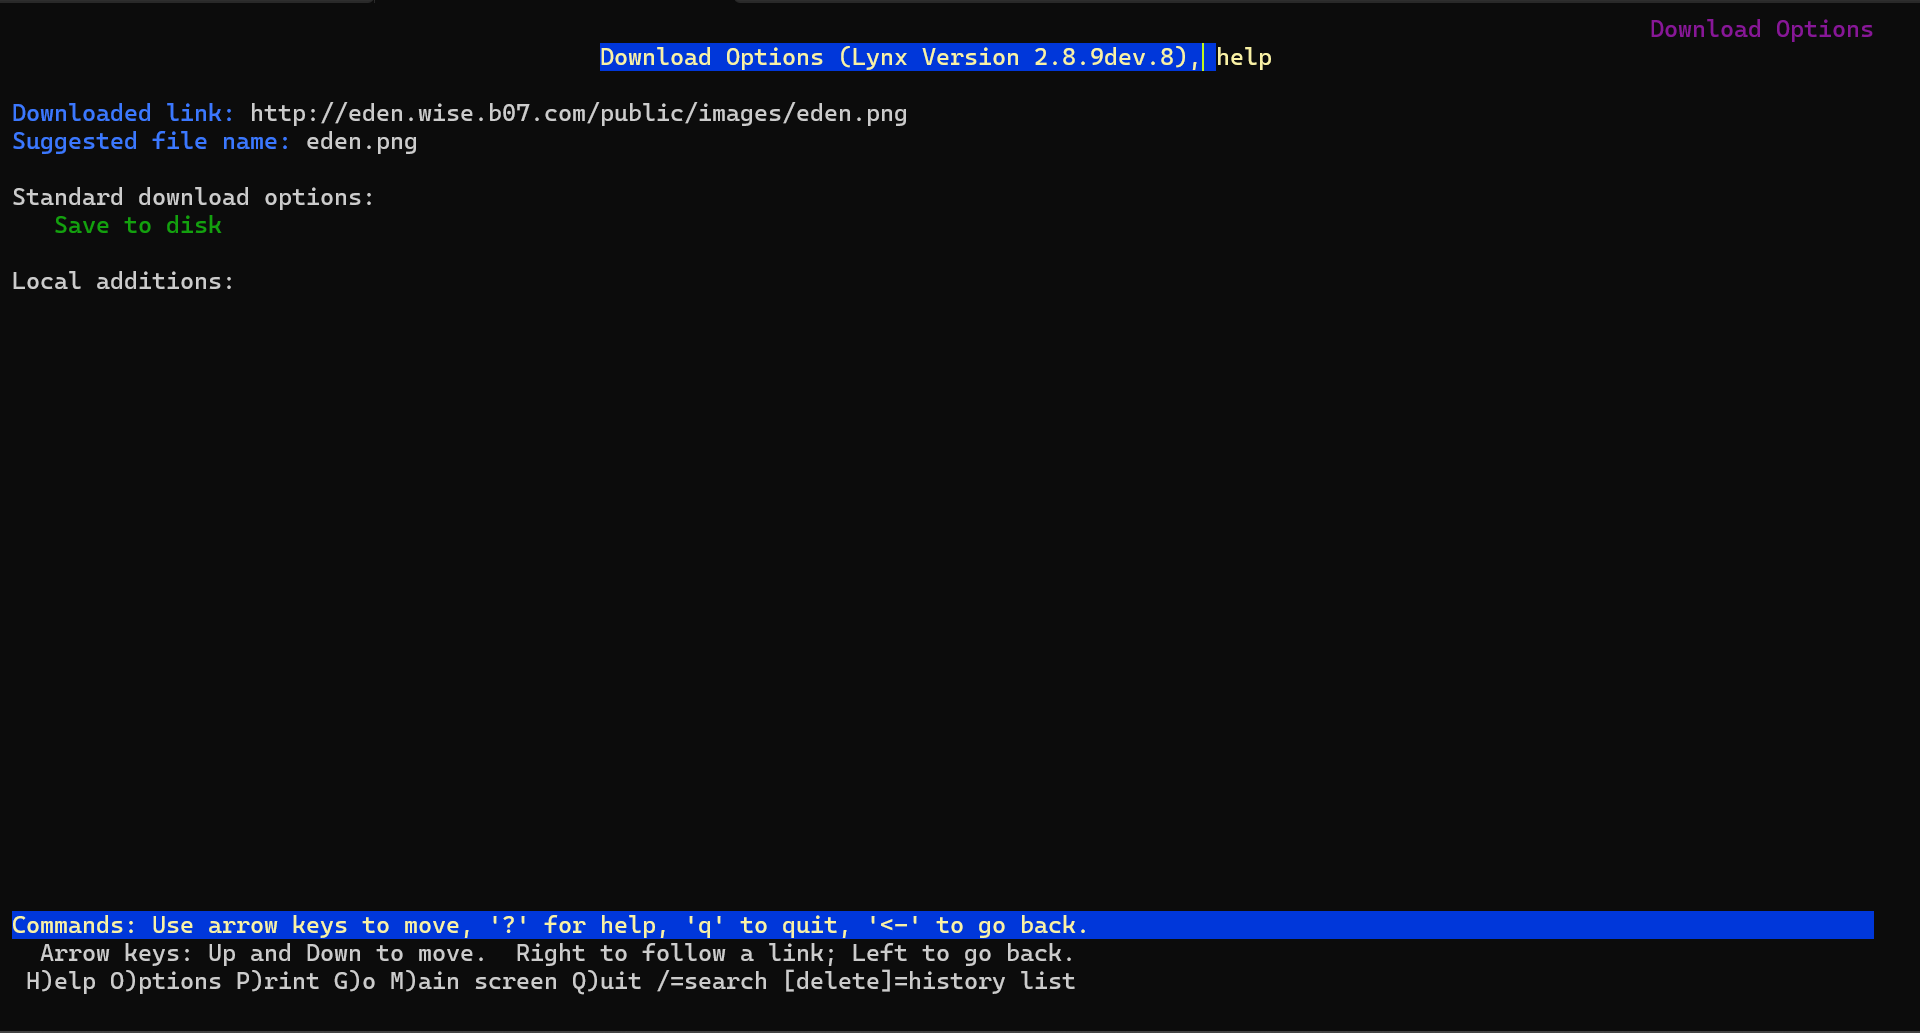 Download Options
Download Options (Lynx Version 2.8.9dev.8), help
Downloaded link: http://eden.wise.b07.com/public/images/eden.png
Suggested file name: eden.png
Standard download options:
Save to disk
Local additions:
Commands: Use arrow keys to move, '?' for help, 'q' to quit, '<-' to go back.
Arrow keys: Up and Down to move.  Right to follow a link; Left to go back.
H)elp O)ptions P)rint G)o M)ain screen Q)uit /=search [delete]=history list